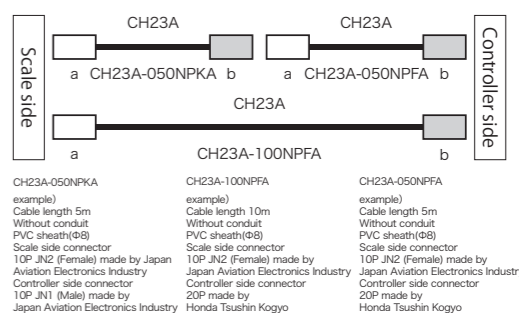 CH23A
CH23A
Scale side
Controller side
a CH23A-050NPKA b
a CH23A-050NPFA b
CH23A
a CH23A-100NPFA b
CH23A-050NPKA
example)
Cable length 5m
Without conduit
PVC sheath(Φ8)
Scale side connector
10P JN2 (Female) made by Japan
Aviation Electronics Industry
Controller side connector
10P JN1 (Male) made by
Japan Aviation Electronics Industry
CH23A-100NPFA
example)
Cable length 10m
Without conduit
PVC sheath(Φ8)
Scale side connector
10P JN2 (Female) made by
Japan Aviation Electronics Industry
Controller side connector
20P made by
Honda Tsushin Kogyo
CH23A-050NPFA
example)
Cable length 5m
Without conduit
PVC sheath(Φ8)
Scale side connector
10P JN2 (Female) made by
Japan Aviation Electronics Industr
Controller side connector
20P made by
Honda Tsushin Kogyo